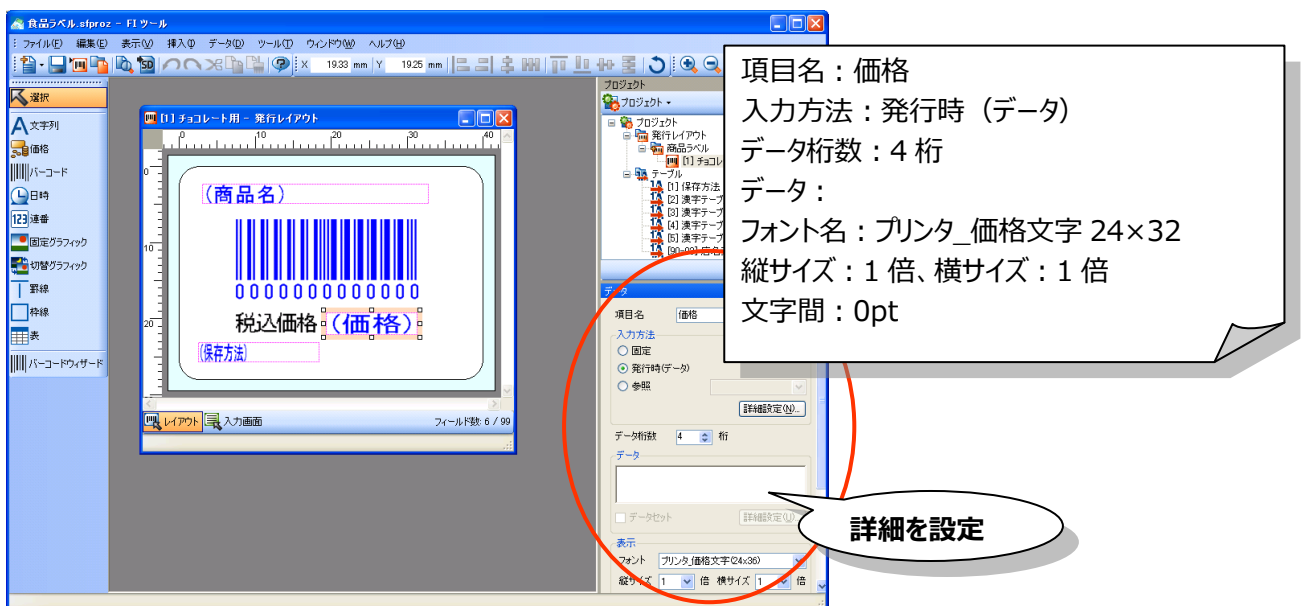 食品ラベル.sfproz - FI ツール
ファイル(F) 編集(E) 表示(V) 挿入(I) データ(D) ツール(T) ウィンドウ(W) ヘルプ(H)
X 19.33 mm Y 19.25 mm
選択
文字列
価格
バーコード
日時
連番
固定グラフィック
切替グラフィック
罫線
枠線
表
バーコードウィザード
[1] チョコレート用 - 発行レイアウト
0 10 20 30 40
0
10
20
(商品名)
0000000000000
税込価格 (価格)
(保存方法)
レイアウト 入力画面 フィールド数: 6 / 99
プロジェクト
プロジェクト
プロジェクト
発行レイアウト
商品ラベル
[1] チョコレ
テーブル
[1] 保存方法
[2] 漢字テーブ
[3] 漢字テーブ
[4] 漢字テーブ
[5] 漢字テーブ
データ
項目名 価格
入力方法
固定
発行時(データ)
参照
詳細設定(N)...
データ桁数 4 桁
データ
データセット 詳細設定(U)...
表示
フォント プリンタ_価格文字(24x36)
縦サイズ 1 倍 横サイズ 1 倍
項目名：価格
入力方法：発行時（データ）
データ桁数：4 桁
データ：
フォント名：プリンタ_価格文字 24×32
縦サイズ：1 倍、横サイズ：1 倍
文字間：0pt
詳細を設定